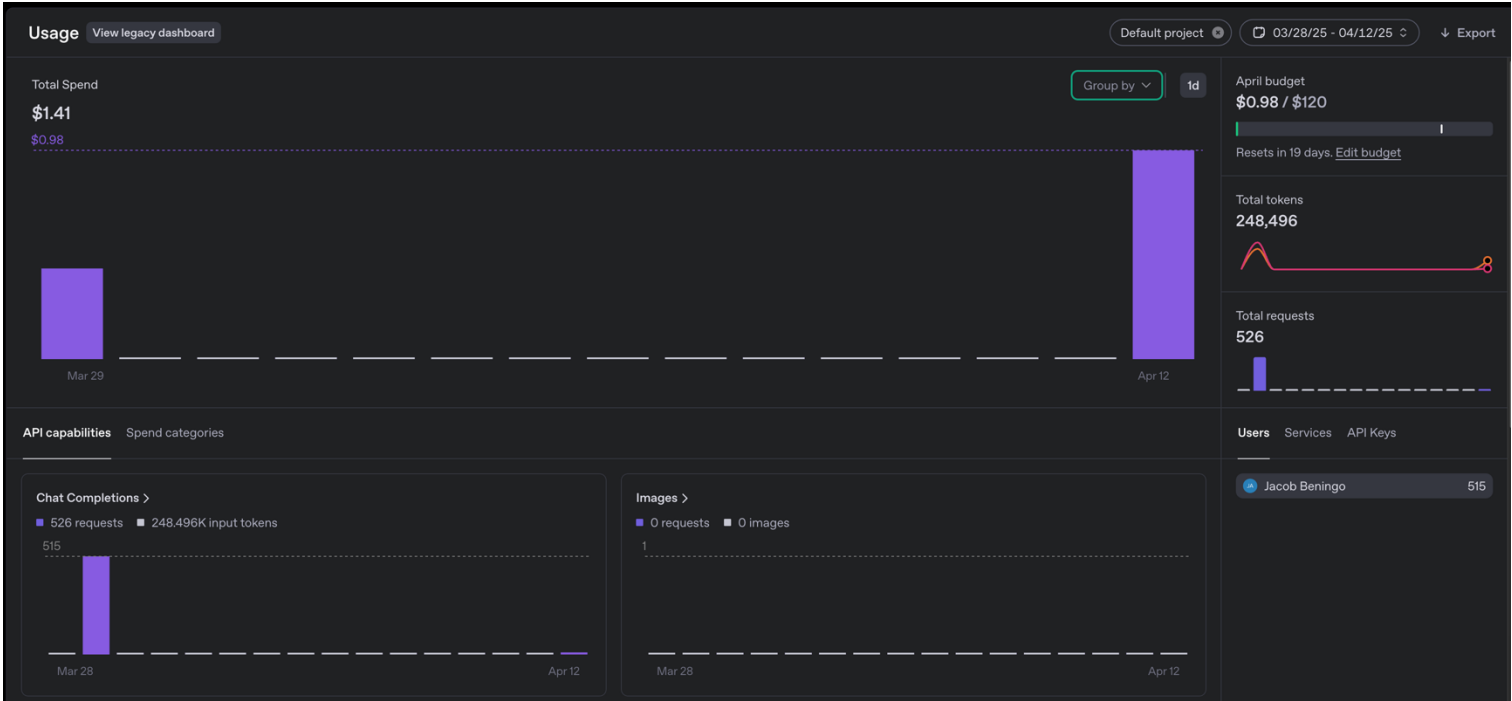 Usage View legacy dashboard
Default project 03/28/25 - 04/12/25 Export
Total Spend
$1.41
$0.98
Group by 1d
Mar 29 Apr 12
April budget
$0.98 / $120
Resets in 19 days. Edit budget
Total tokens
248,496
Total requests
526
API capabilities Spend categories
Chat Completions
526 requests 248.496K input tokens
515
Mar 28 Apr 12
Images
0 requests 0 images
1
Mar 28 Apr 12
Users Services API Keys
JA Jacob Beningo 515